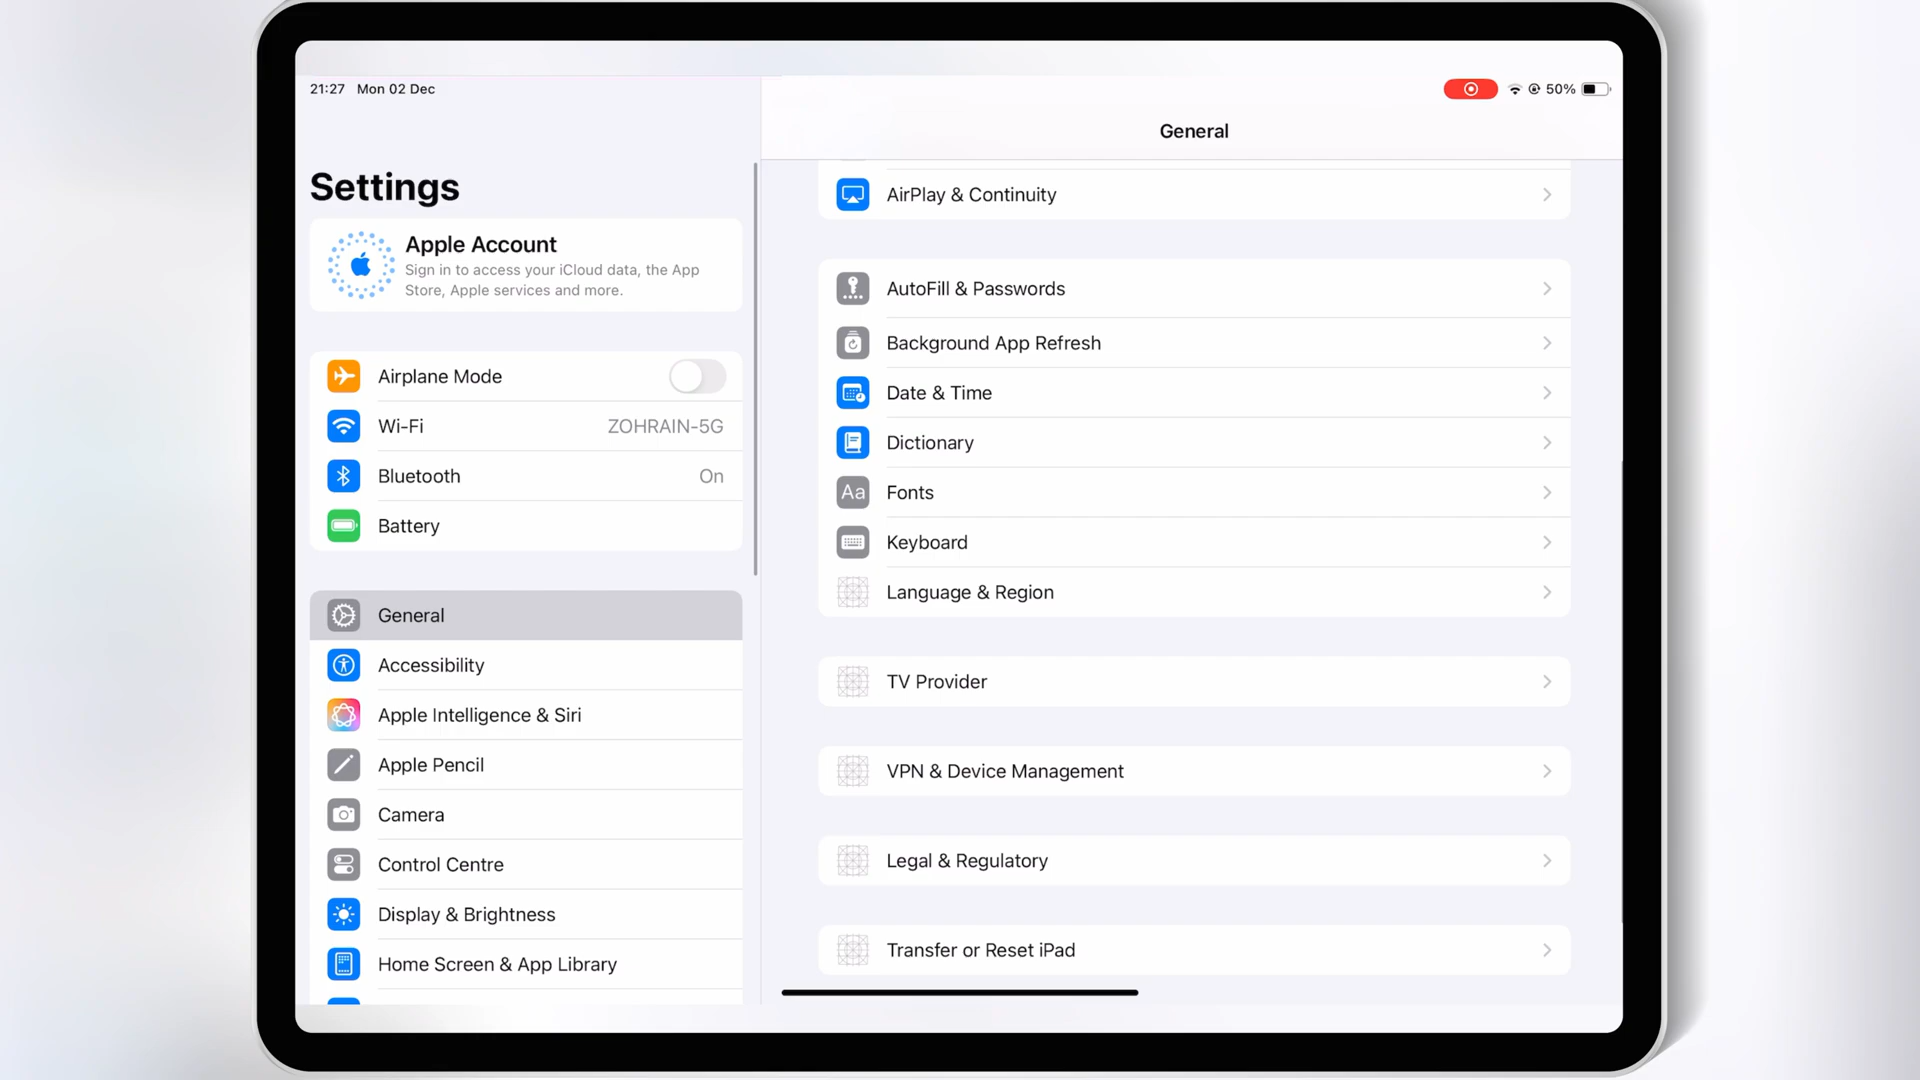 21:27 Mon 02 Dec
50%
Settings
Apple Account
Sign in to access your iCloud data, the App
Store, Apple services and more.
Airplane Mode
Wi-Fi ZOHRAIN-5G
Bluetooth On
Battery
General
Accessibility
Apple Intelligence & Siri
Apple Pencil
Camera
Control Centre
Display & Brightness
Home Screen & App Library
General
AirPlay & Continuity
AutoFill & Passwords
Background App Refresh
Date & Time
Dictionary
Aa Fonts
Keyboard
Language & Region
TV Provider
VPN & Device Management
Legal & Regulatory
Transfer or Reset iPad